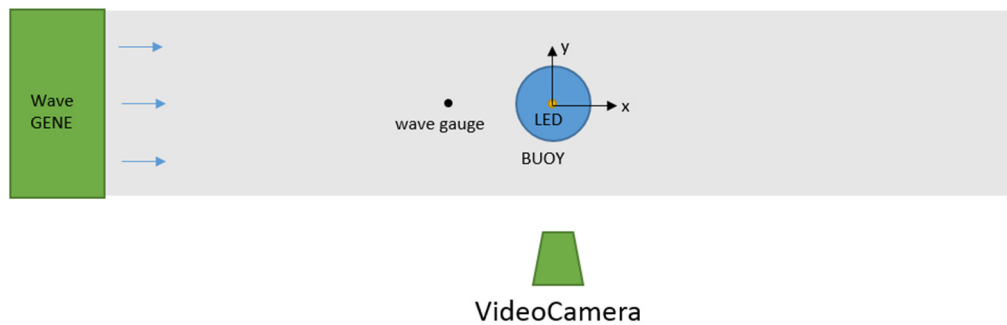 Wave
GENE
wave gauge
y
x
LED
BUOY
VideoCamera